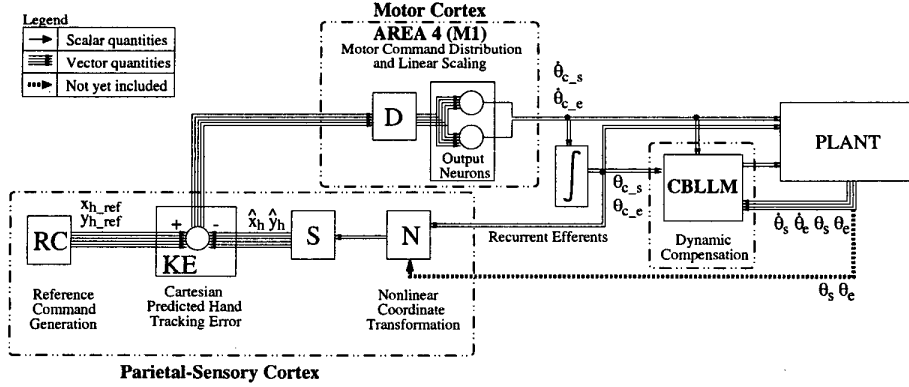 Motor Cortex
Legend
Scalar quantities
Vector quantities
Not yet included
AREA 4 (M1)
Motor Command Distribution
and Linear Scaling
D
Output
Neurons
θ̇c_s
θ̇c_e
∫
θc_s
θc_e
PLANT
CBLLM
Dynamic
Compensation
θ̇s θ̇e θs θe
θs θe
xh_ref
yh_ref
RC
+
-
KE
x̂h ŷh
S
N
Recurrent Efferents
Reference
Command
Generation
Cartesian
Predicted Hand
Tracking Error
Nonlinear
Coordinate
Transformation
Parietal-Sensory Cortex